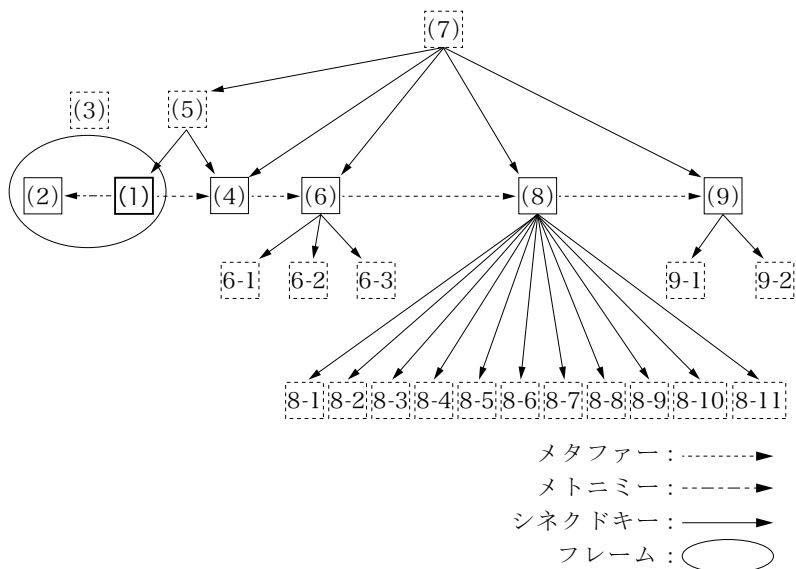 (7)
(3) (5)
(2) (1) (4) (6) (8) (9)
6-1 6-2 6-3 9-1 9-2
8-1 8-2 8-3 8-4 8-5 8-6 8-7 8-8 8-9 8-10 8-11
メタファー :
メトニミー :
シネクドキー :
フレーム :